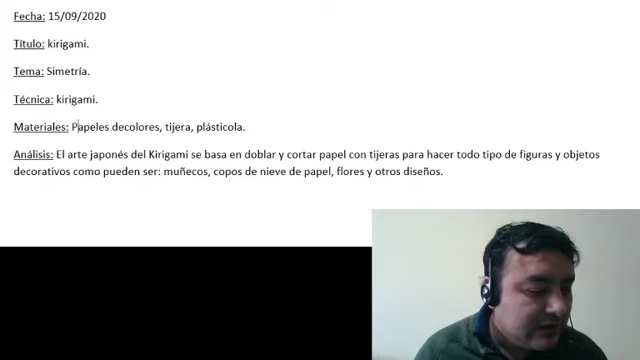 Fecha: 15/09/2020
Título: kirigami.
Tema: Simetría.
Técnica: kirigami.
Materiales: Papeles decolores, tijera, plásticola.
Análisis: El arte japonés del Kirigami se basa en doblar y cortar papel con tijeras para hacer todo tipo de figuras y objetos
decorativos como pueden ser: muñecos, copos de nieve de papel, flores y otros diseños.